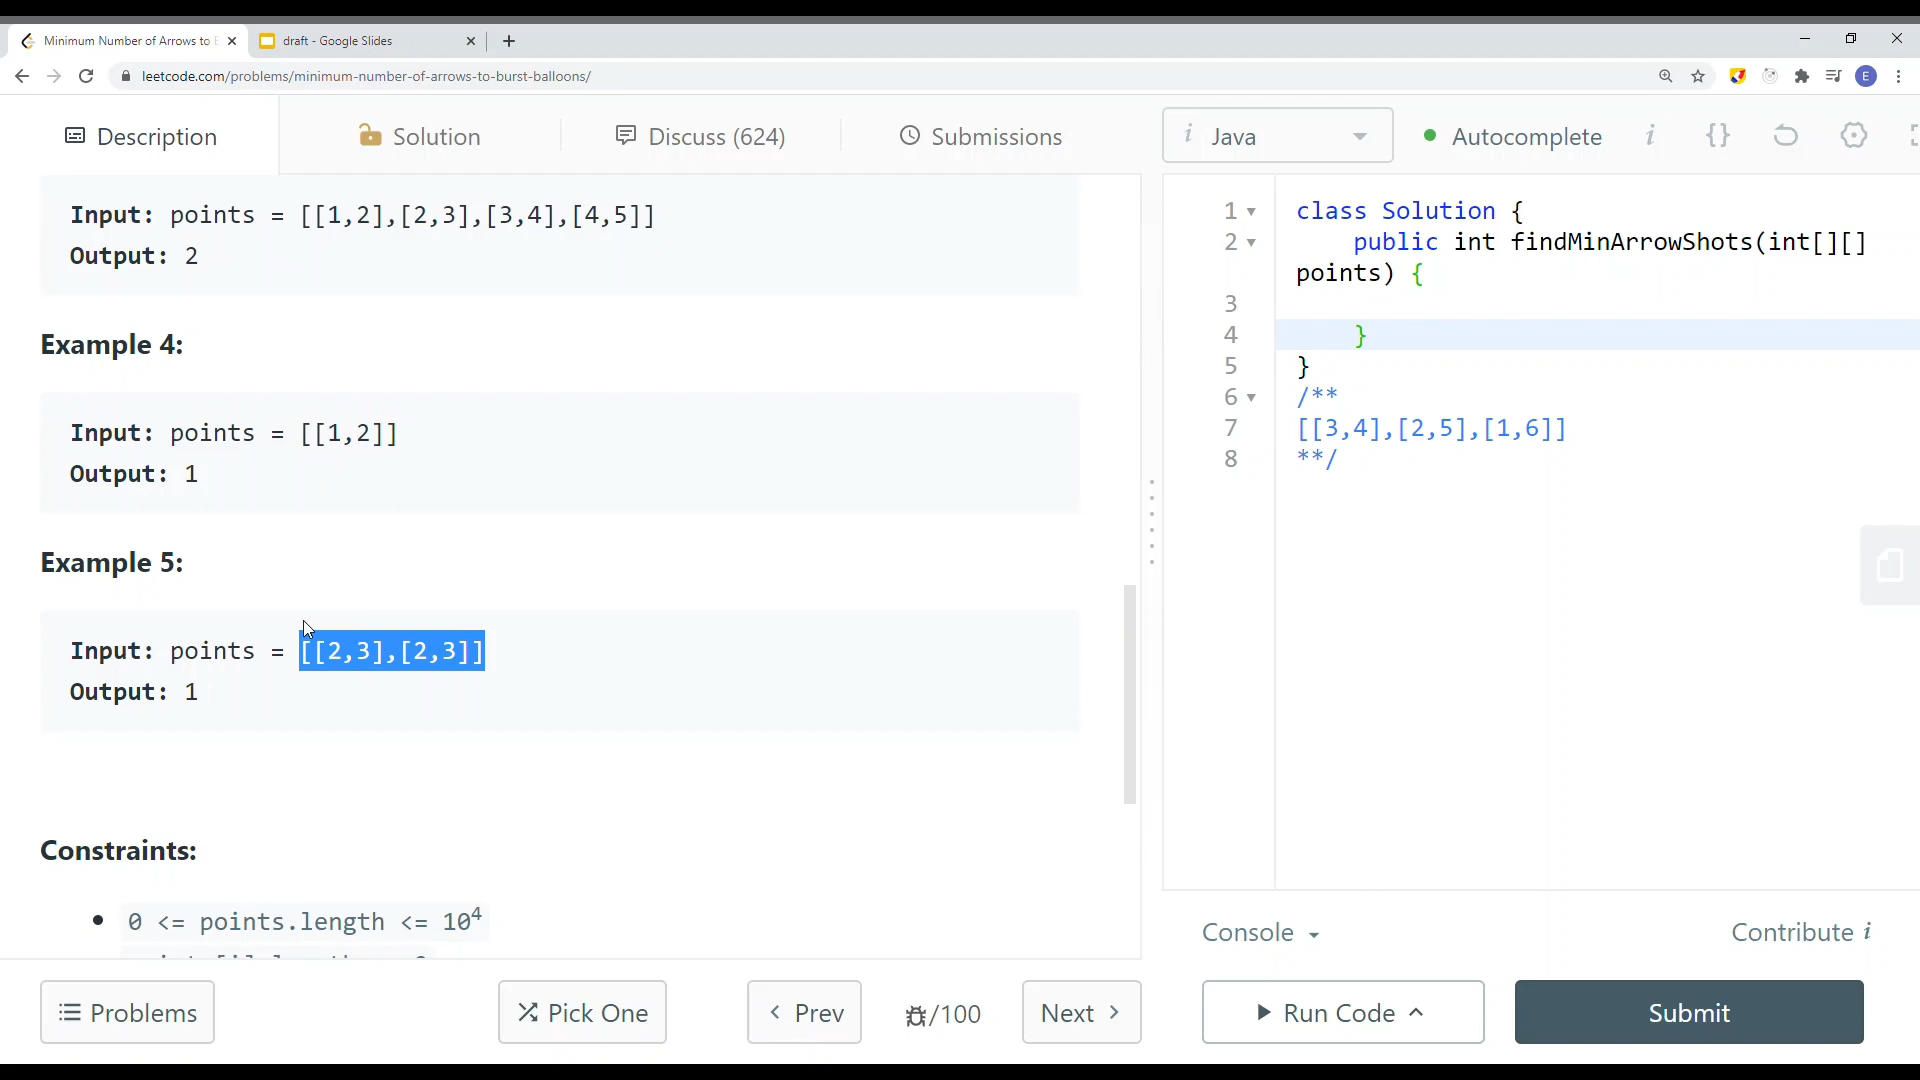 Minimum Number of Arrows to B
draft - Google Slides
leetcode.com/problems/minimum-number-of-arrows-to-burst-balloons/
E
Description
Solution
Discuss (624)
Submissions
i Java
Autocomplete
i
{}
Input: points = [[1,2],[2,3],[3,4],[4,5]]
Output: 2
Example 4:
Input: points = [[1,2]]
Output: 1
Example 5:
Input: points = [[2,3],[2,3]]
Output: 1
Constraints:
0 <= points.length <= 10^4
1 class Solution {
2 public int findMinArrowShots(int[][]
points) {
3
4 }
5 }
6 /**
7 [[3,4],[2,5],[1,6]]
8 **/
Console
Contribute i
Problems
Pick One
Prev
/100
Next
Run Code
Submit